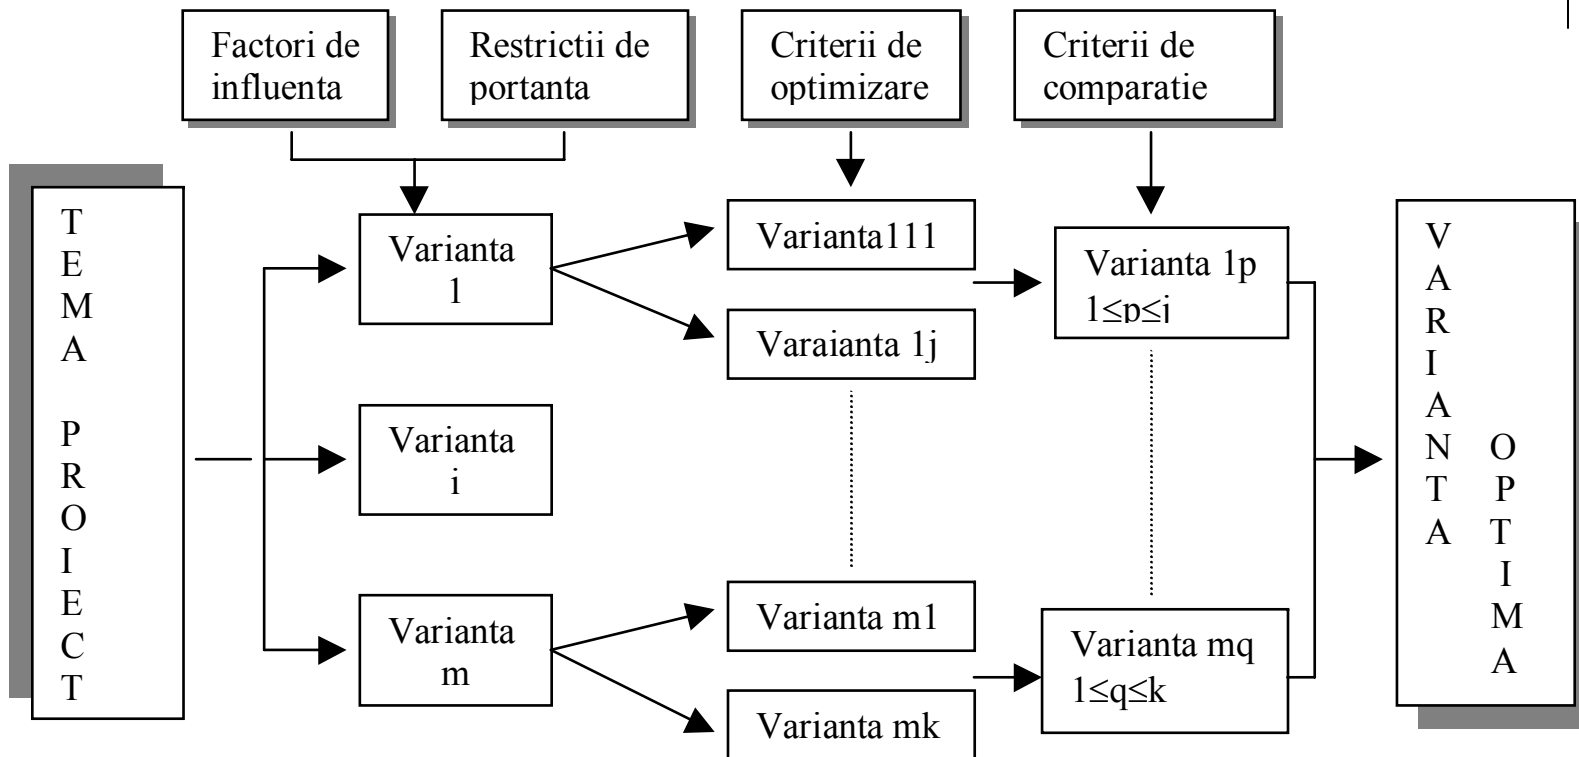 Factori de
influenta
Restrictii de
portanta
Criterii de
optimizare
Criterii de
comparatie
T
E
M
A
P
R
O
I
E
C
T
Varianta
1
Varianta
i
Varianta
m
Varianta111
Varaianta 1j
Varianta m1
Varianta mk
Varianta 1p
1≤p≤j
Varianta mq
1≤q≤k
V
A
R
I
A
N
T
A
O
P
T
I
M
A